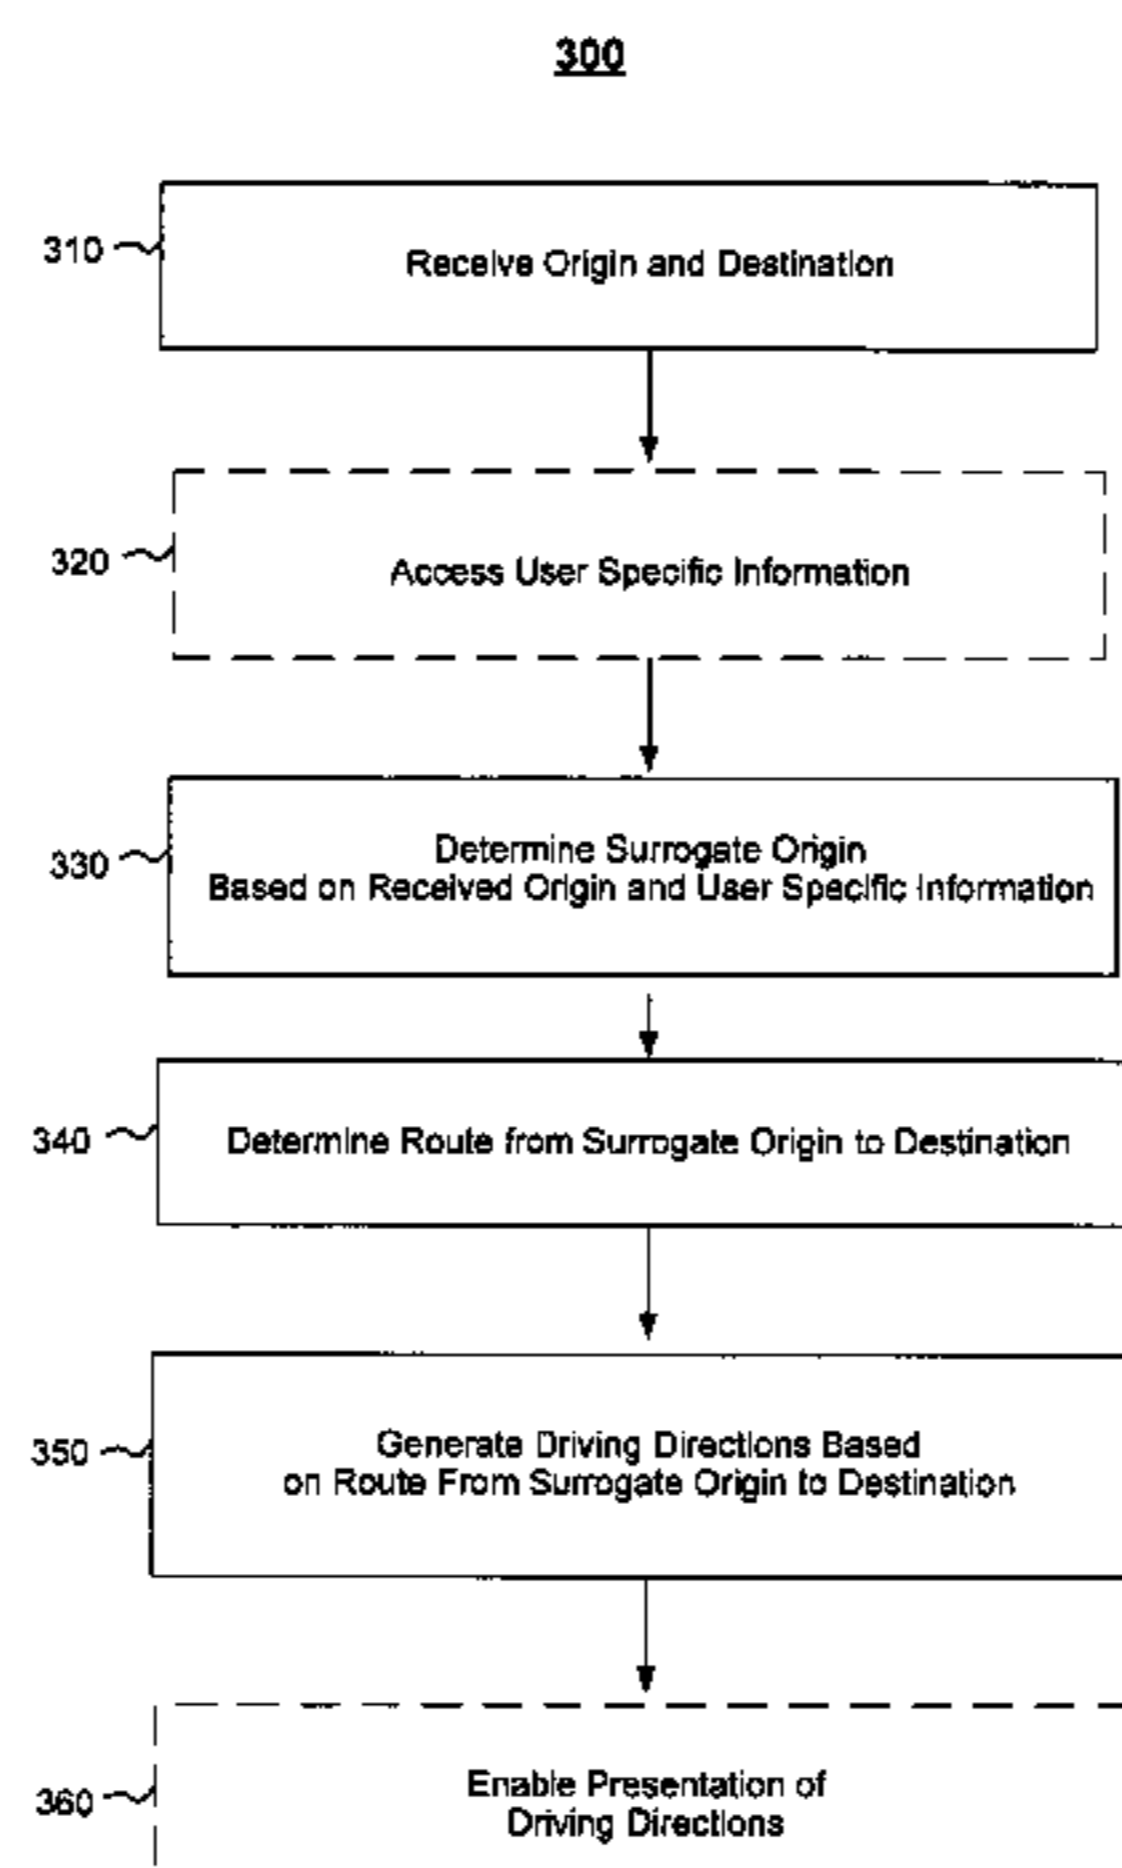 300
310
Receive Origin and Destination
320
Access User Specific Information
330
Determine Surrogate Origin
Based on Received Origin and User Specific Information
340
Determine Route from Surrogate Origin to Destination
350
Generate Driving Directions Based
on Route From Surrogate Origin to Destination
360
Enable Presentation of
Driving Directions